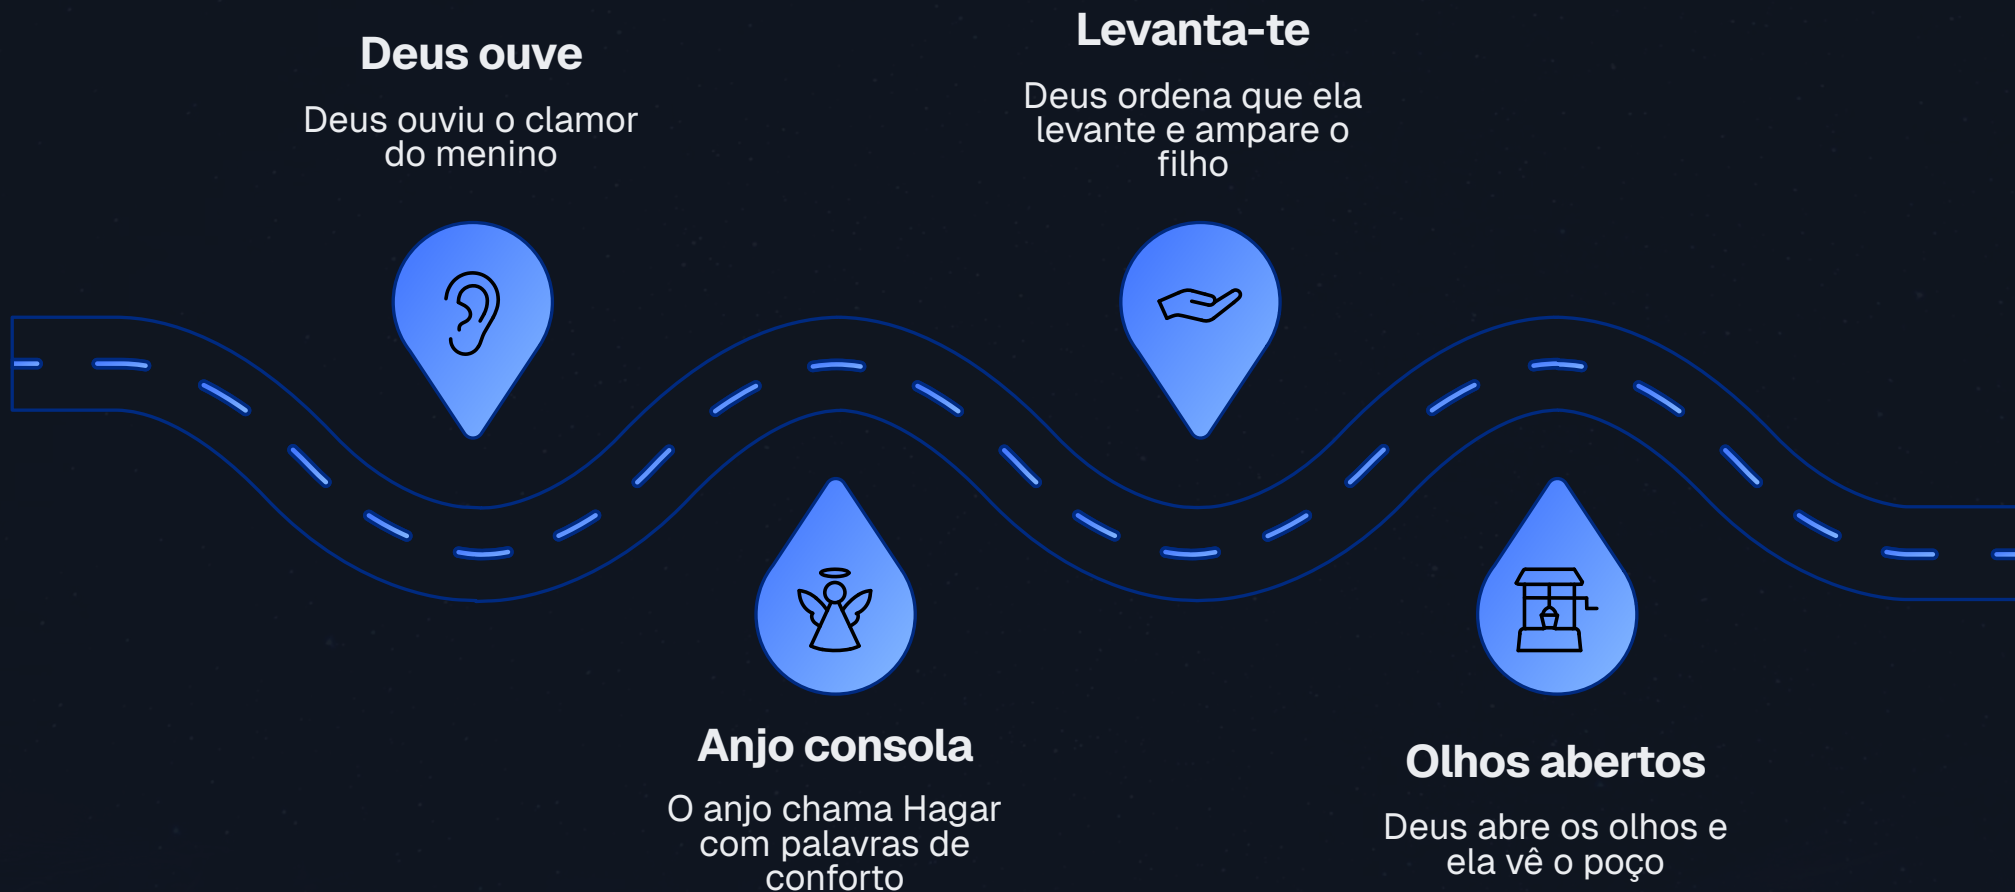 Deus ouve
Deus ouviu o clamor
do menino
Anjo consola
O anjo chama Hagar
com palavras de
conforto
Levanta-te
Deus ordena que ela
levante e ampare o
filho
Olhos abertos
Deus abre os olhos e
ela vê o poço